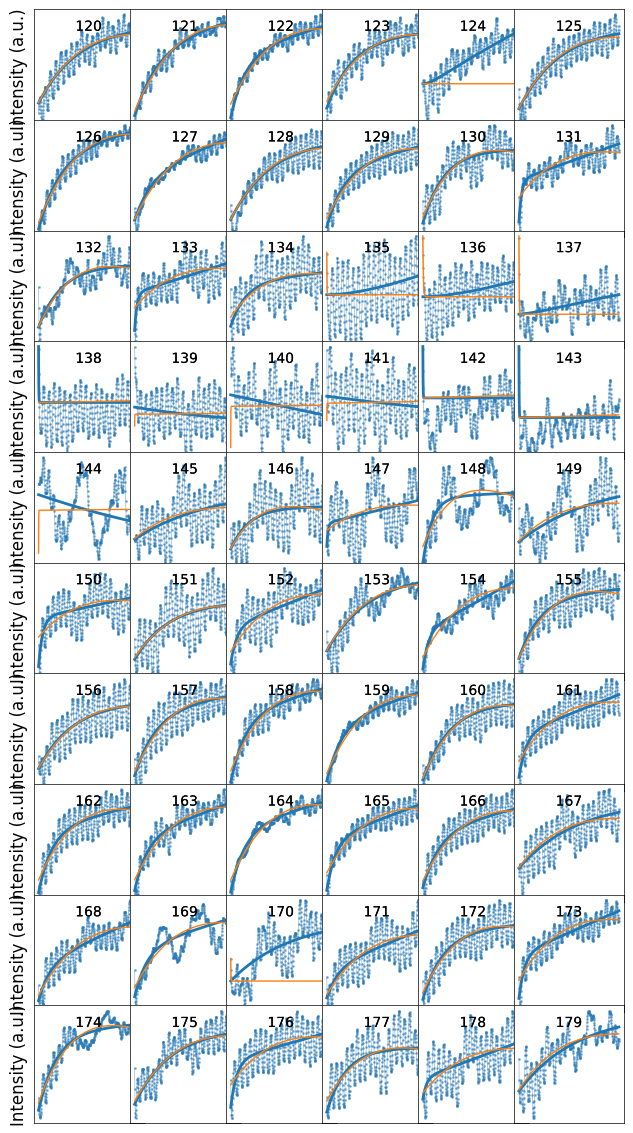 Intensity (a.u.)
120 121 122 123 124 125
Intensity (a.u.)
126 127 128 129 130 131
Intensity (a.u.)
132 133 134 135 136 137
Intensity (a.u.)
138 139 140 141 142 143
Intensity (a.u.)
144 145 146 147 148 149
Intensity (a.u.)
150 151 152 153 154 155
Intensity (a.u.)
156 157 158 159 160 161
Intensity (a.u.)
162 163 164 165 166 167
Intensity (a.u.)
168 169 170 171 172 173
Intensity (a.u.)
174 175 176 177 178 179